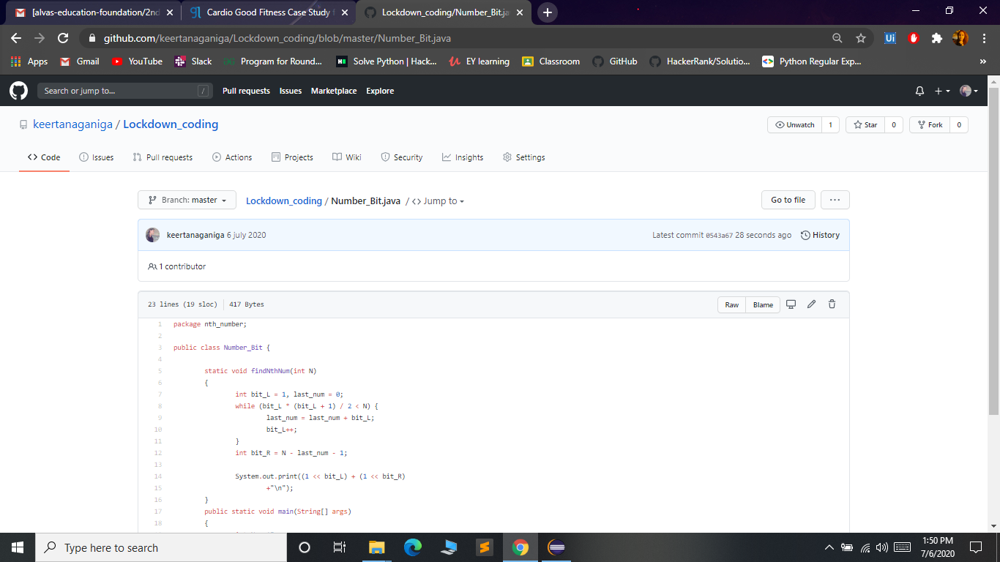 [alvas-education-foundation/2nd
Cardio Good Fitness Case Study f
Lockdown_coding/Number_Bit.ja
github.com/keertanaganiga/Lockdown_coding/blob/master/Number_Bit.java
Apps Gmail YouTube Slack Program for Round... Solve Python | Hack... EY learning Classroom GitHub HackerRank/Solutio... Python Regular Exp... »
Search or jump to... / Pull requests Issues Marketplace Explore
keertanaganiga / Lockdown_coding
Unwatch 1 Star 0 Fork 0
Code Issues Pull requests Actions Projects Wiki Security Insights Settings
Branch: master Lockdown_coding / Number_Bit.java / <> Jump to Go to file ...
keertanaganiga 6 july 2020 Latest commit 0543a67 28 seconds ago History
1 contributor
23 lines (19 sloc) 417 Bytes Raw Blame
1 package nth_number;
2
3 public class Number_Bit {
4
5 static void findNthNum(int N)
6 {
7 int bit_L = 1, last_num = 0;
8 while (bit_L * (bit_L + 1) / 2 < N) {
9 last_num = last_num + bit_L;
10 bit_L++;
11 }
12 int bit_R = N - last_num - 1;
13
14 System.out.print((1 << bit_L) + (1 << bit_R)
15 +"\n");
16 }
17 public static void main(String[] args)
18 {
Type here to search
1:50 PM
7/6/2020